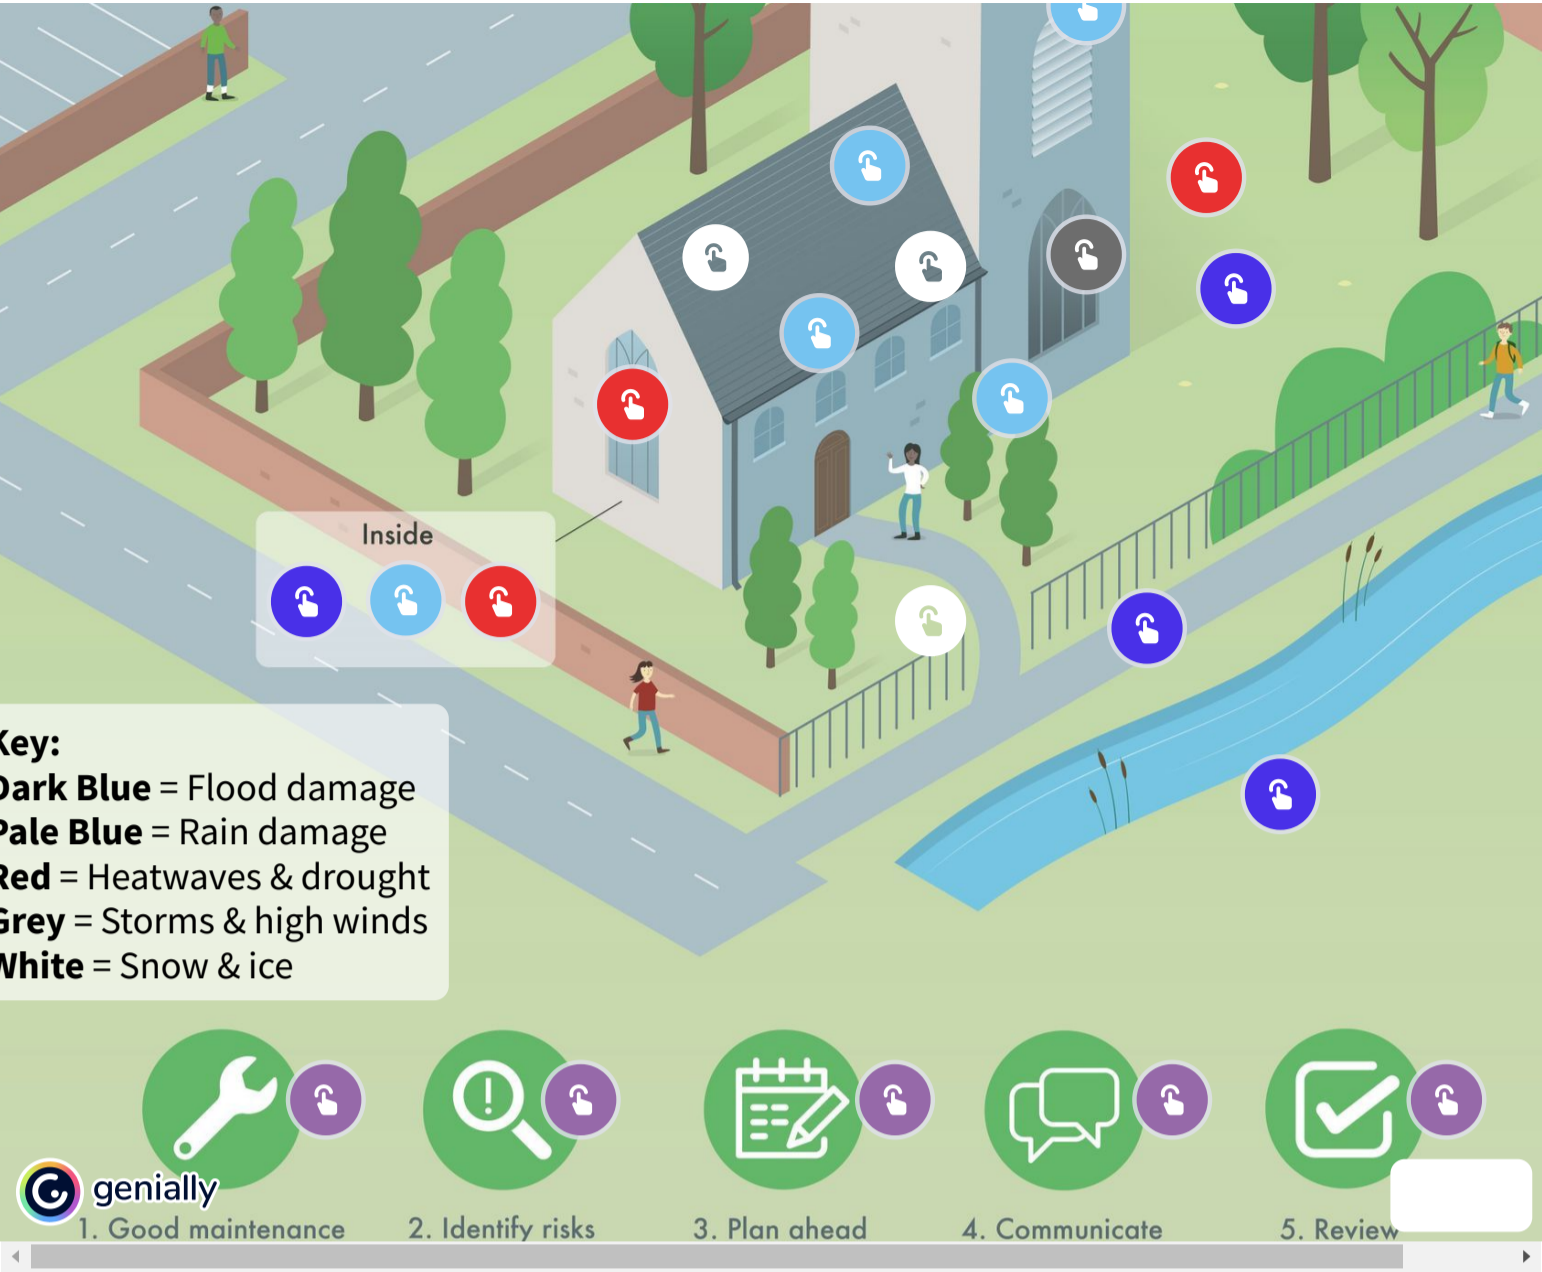 Inside
Key:
Dark Blue = Flood damage
Pale Blue = Rain damage
Red = Heatwaves & drought
Grey = Storms & high winds
White = Snow & ice
genially
1. Good maintenance
2. Identify risks
3. Plan ahead
4. Communicate
5. Review